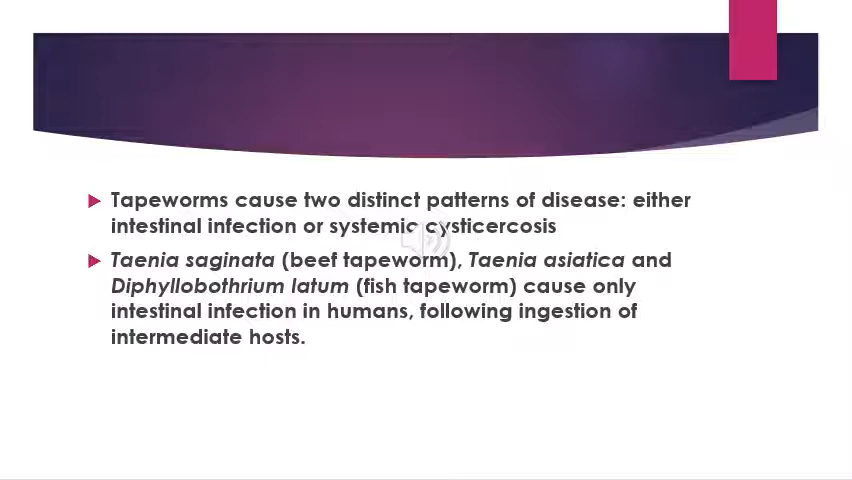 Tapeworms cause two distinct patterns of disease: either
intestinal infection or systemic cysticercosis
Taenia saginata (beef tapeworm), Taenia asiatica and
Diphyllobothrium latum (fish tapeworm) cause only
intestinal infection in humans, following ingestion of
intermediate hosts.